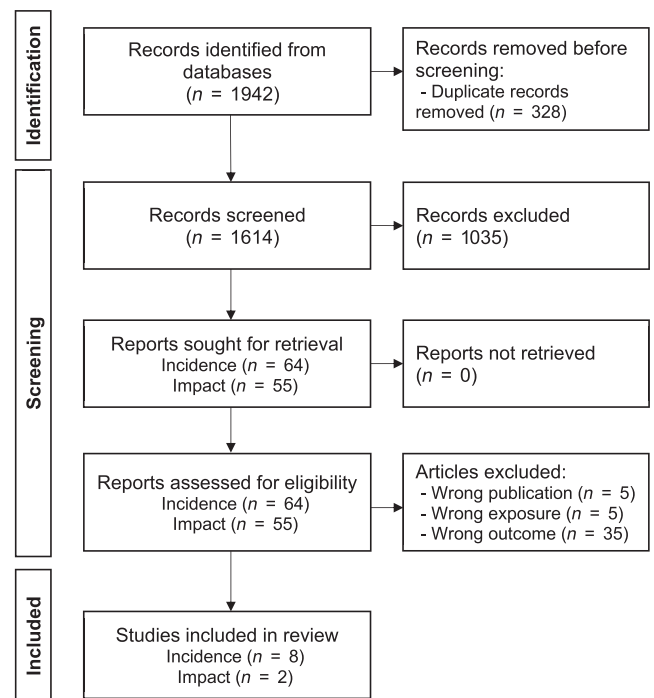 Identification
Records identified from
databases
(n = 1942)
Records removed before
screening:
- Duplicate records
removed (n = 328)
Screening
Records screened
(n = 1614)
Records excluded
(n = 1035)
Reports sought for retrieval
Incidence (n = 64)
Impact (n = 55)
Reports not retrieved
(n = 0)
Reports assessed for eligibility
Incidence (n = 64)
Impact (n = 55)
Articles excluded:
- Wrong publication (n = 5)
- Wrong exposure (n = 5)
- Wrong outcome (n = 35)
Included
Studies included in review
Incidence (n = 8)
Impact (n = 2)